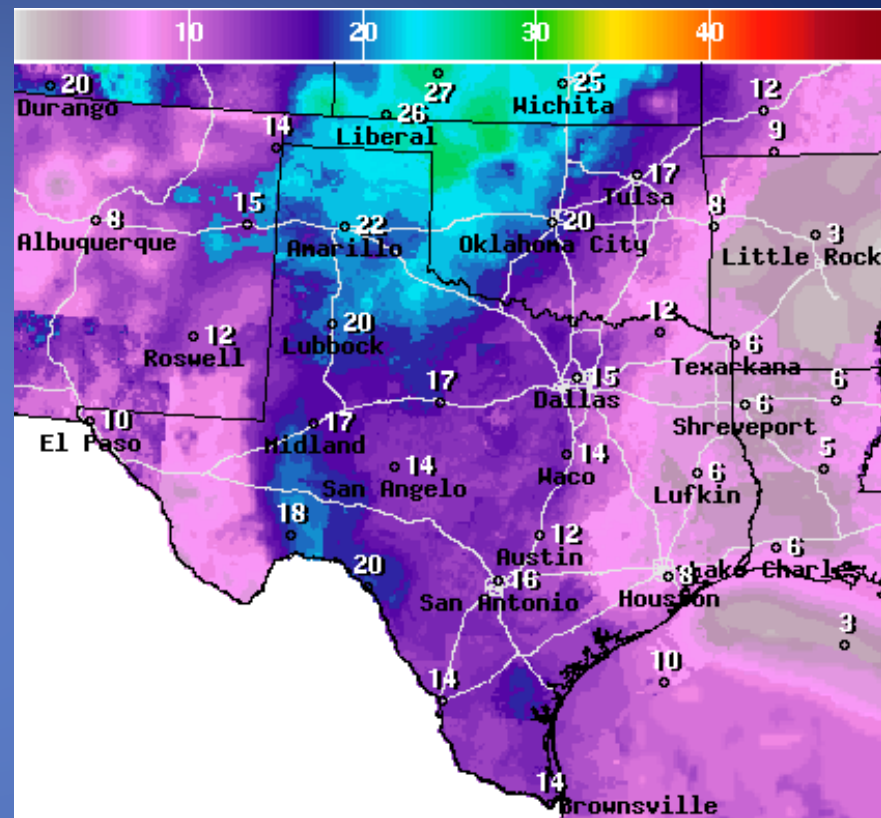 10 20 30 40
20 27 25
Durango Wichita 12
26
Liberal
14 9
17
Tulsa
15
8 22 20 8 3
Albuquerque Amarillo Oklahoma City Little Rock
20 12
12 Lubbock 6
Roswell Texarkana
15
17 Dallas 6 6
10 17 Shreveport
El Paso Midland
14 14 6 5
San Angelo Waco Lufkin
18 12 6
Austin
20 16 8 Lake Charles
San Antonio Houston
3
10
14
14
Brownsville